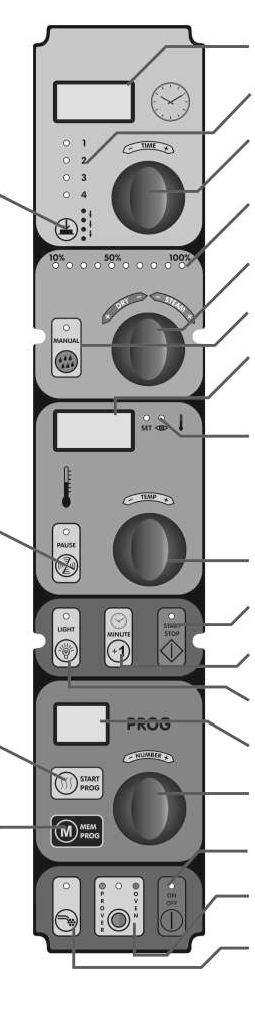 1
- TIME +
2
3
4
10% 50% 100%
+ DRY - - STEAM +
MANUAL
SET
- TEMP +
PAUSE
LIGHT
MINUTE
+1
START
STOP
PROG
- NUMBER +
START
PROG
M MEM
PROG
PROVER
OVEN
ON
OFF